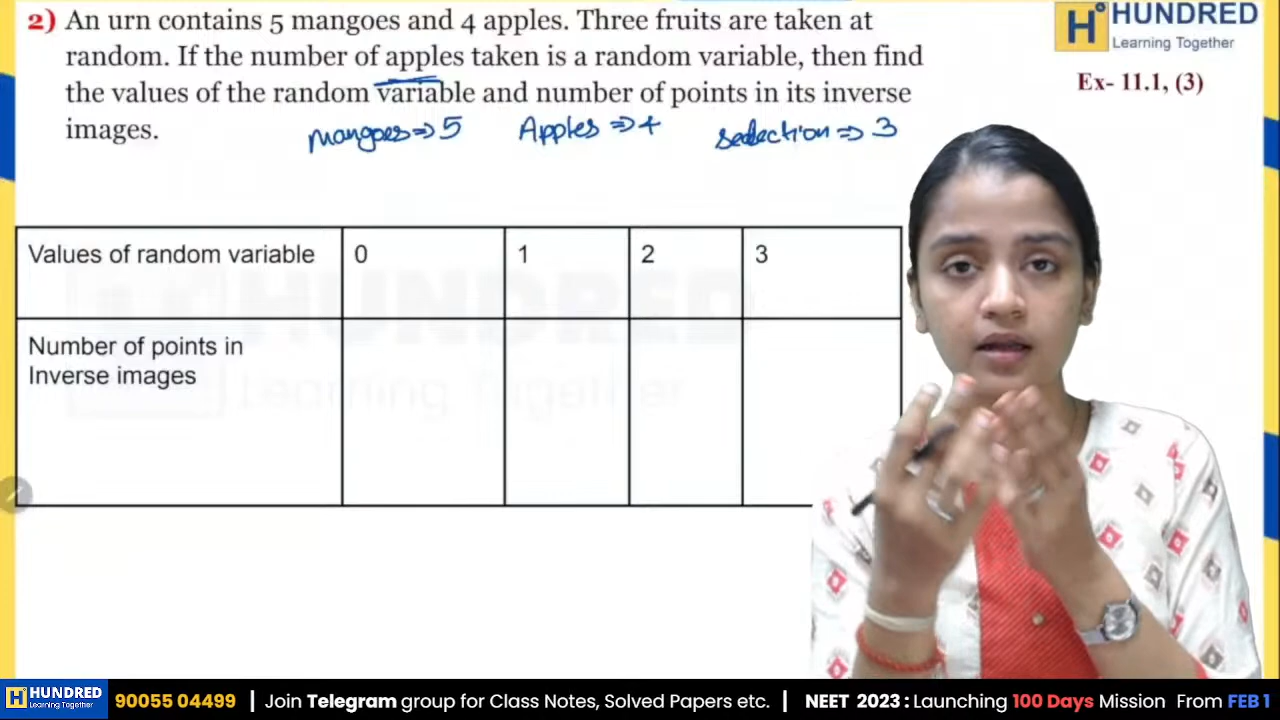 2) An urn contains 5 mangoes and 4 apples. Three fruits are taken at
random. If the number of apples taken is a random variable, then find
the values of the random variable and number of points in its inverse
images.
mangoes => 5 Apples => 4 seelection => 3
H HUNDRED
Learning Together
Ex- 11.1, (3)
Values of random variable 0 1 2 3
Number of points in
Inverse images
HUNDRED
Learning Together
H HUNDRED
Learning Together
90055 04499 | Join Telegram group for Class Notes, Solved Papers etc. | NEET 2023 : Launching 100 Days Mission From FEB 1